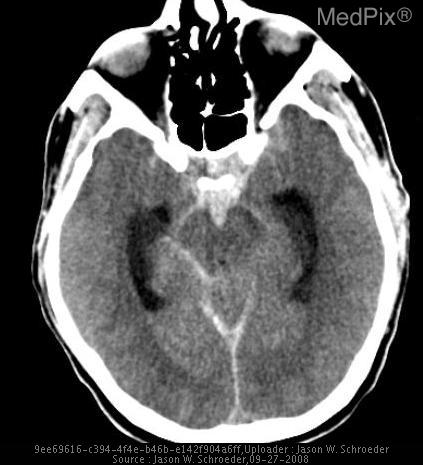 MedPix®
9ee69616-c394-4f4e-b46b-e142f904a6ff,Uploader : Jason W. Schroeder
Source : Jason W. Schroeder,09-27-2008